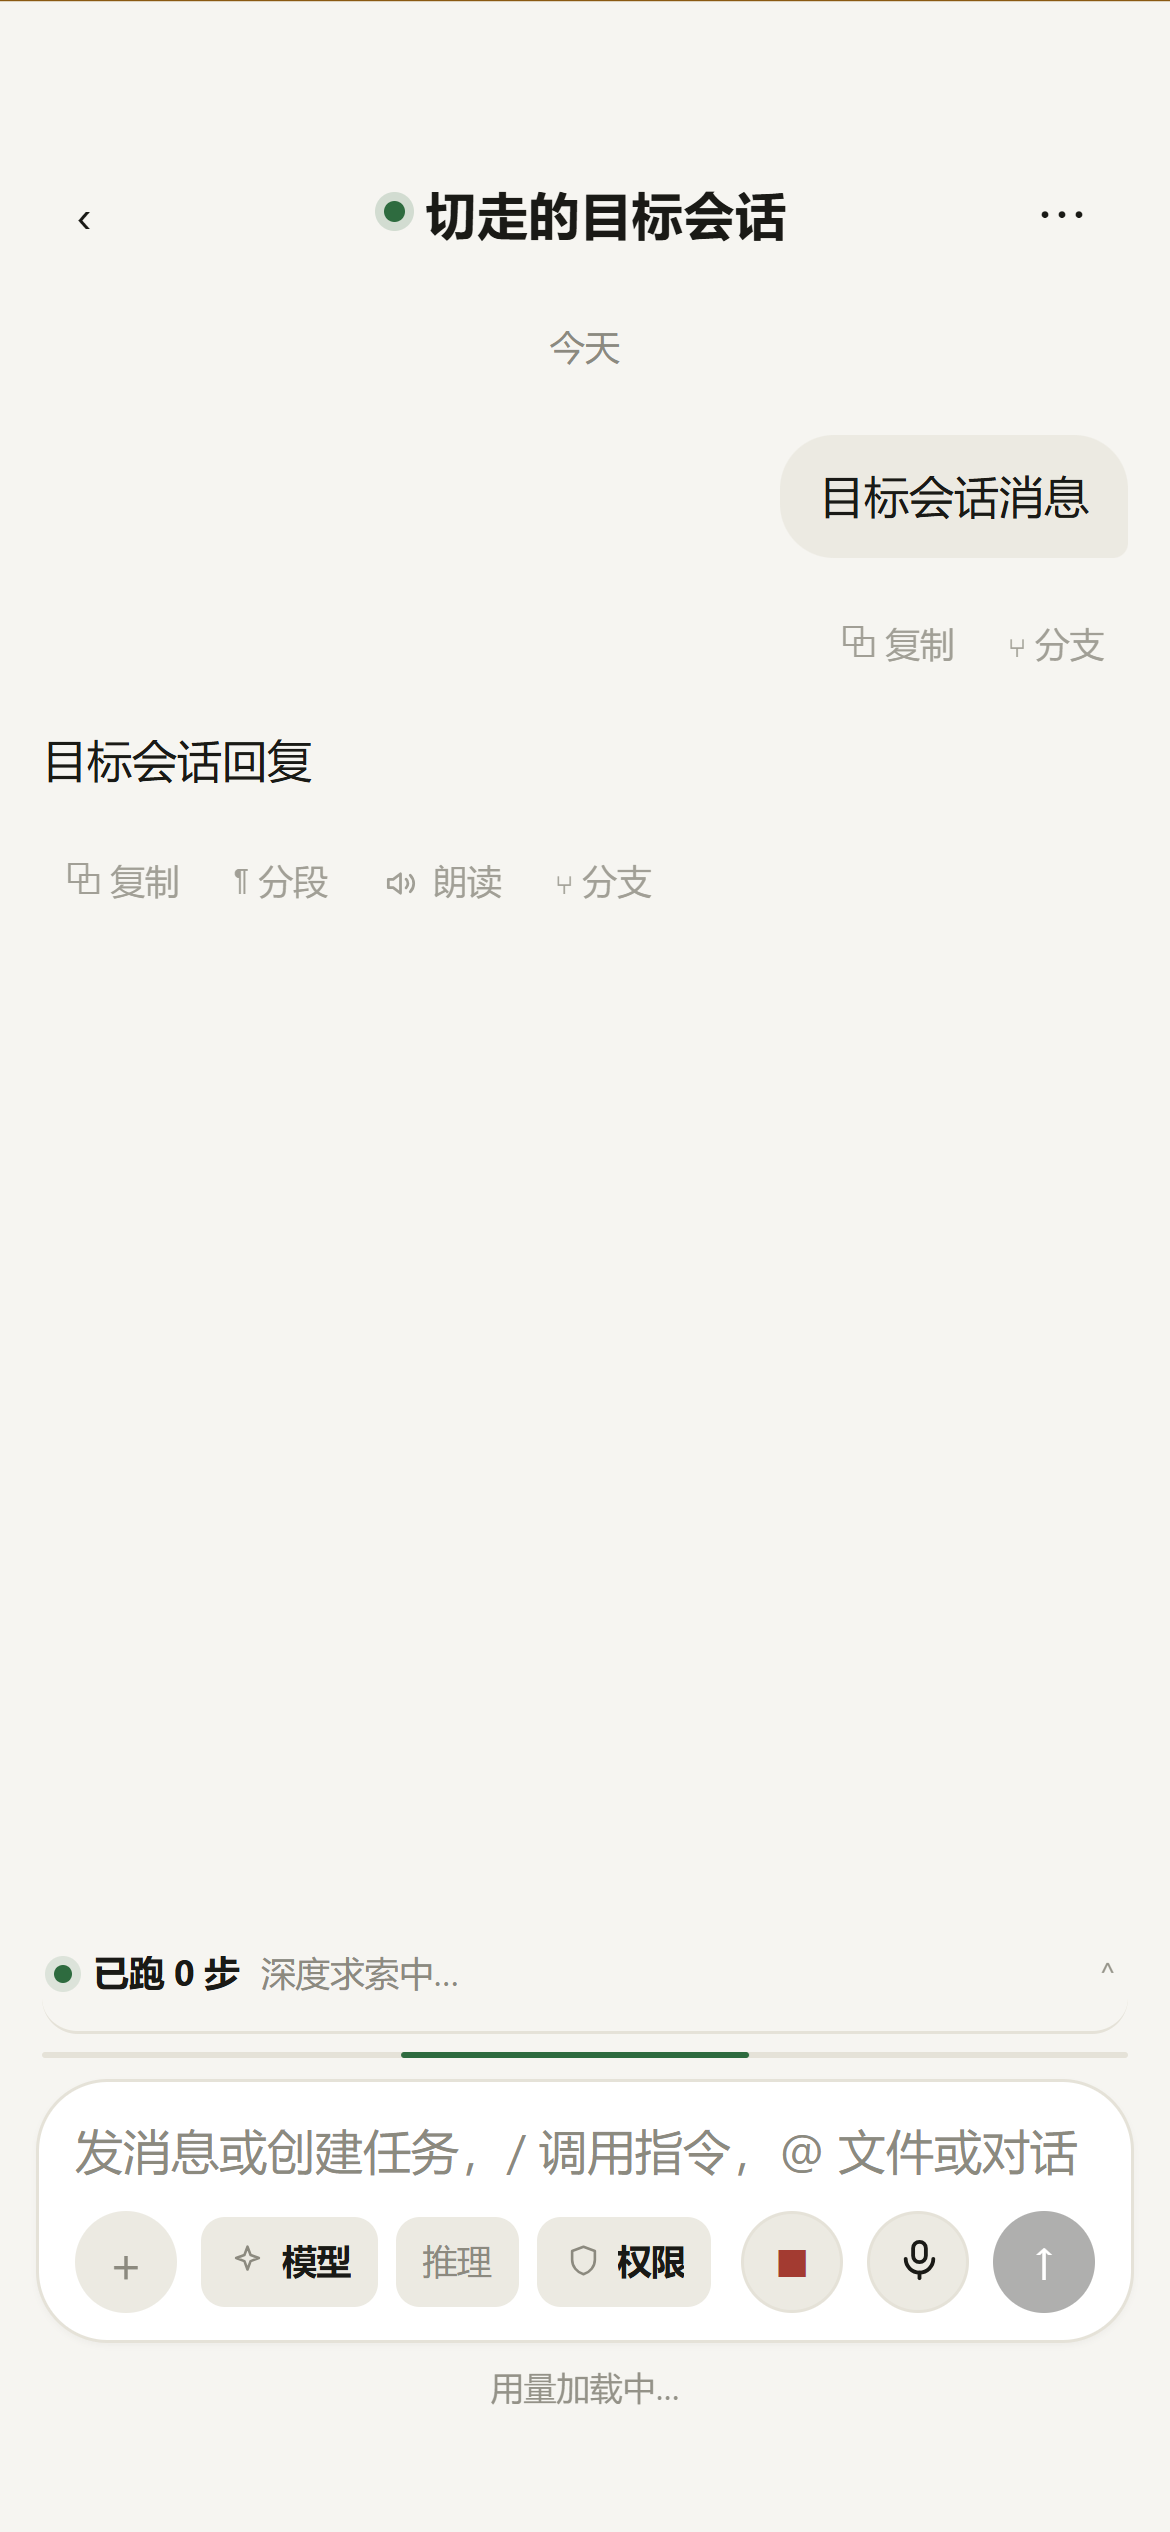 切走的目标会话
今天
目标会话消息
复制 分支
目标会话回复
复制 ¶ 分段 朗读 分支
已跑 0 步 深度求索中...
发消息或创建任务，/ 调用指令，@ 文件或对话
+ 模型 推理 权限 ↑
用量加载中...